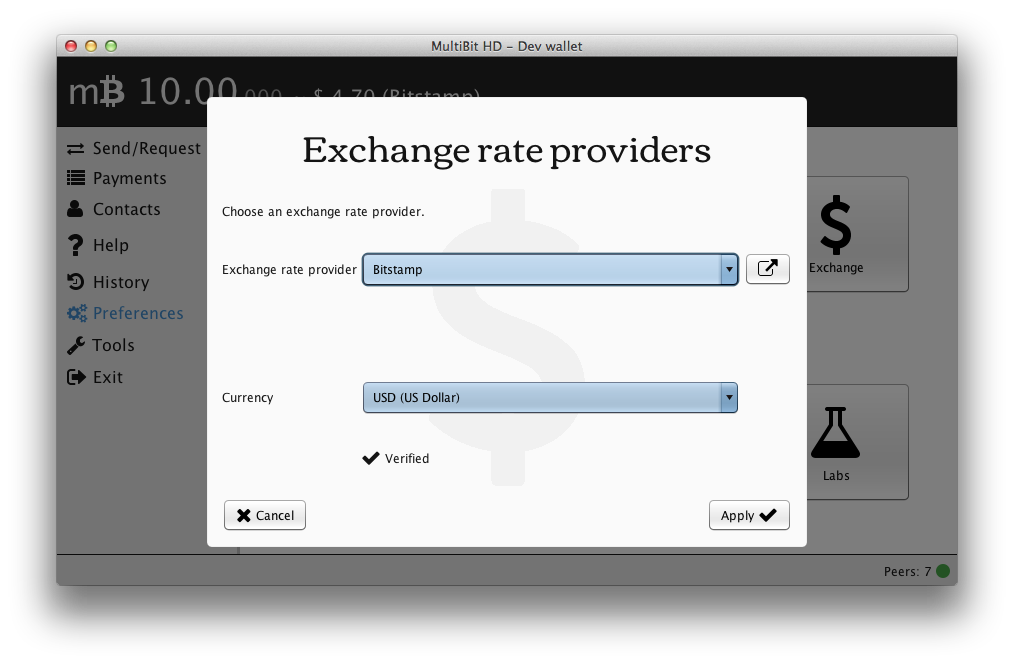 MultiBit HD – Dev wallet
mɃ 10.00 000 ~ $ 4.70 (Bitstamp)
Exchange rate providers
Send/Request
Payments
Contacts
Help
History
Preferences
Tools
Exit
Choose an exchange rate provider.
Exchange rate provider Bitstamp
Currency USD (US Dollar)
Verified
Cancel
Apply
Exchange
Labs
Peers: 7